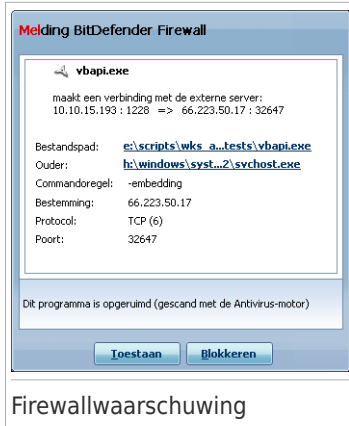 Melding BitDefender Firewall
vbapi.exe
maakt een verbinding met de externe server:
10.10.15.193 : 1228 => 66.223.50.17 : 32647
Bestandspad: e:\scripts\wks_a...tests\vbapi.exe
Ouder: h:\windows\syst...2\svchost.exe
Commandoregel: -embedding
Bestemming: 66.223.50.17
Protocol: TCP (6)
Poort: 32647
Dit programma is opgeruimd (gescand met de Antivirus-motor)
Toestaan Blokkeren
Firewallwaarschuwing